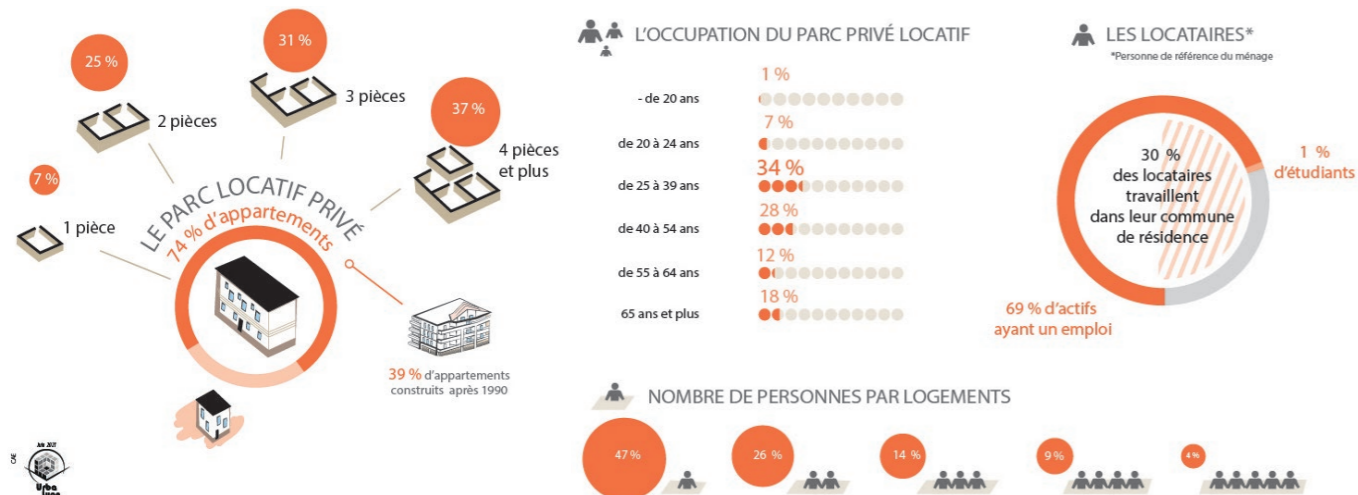 25 %
2 pièces
31 %
3 pièces
37 %
4 pièces
et plus
7 %
1 pièce
LE PARC LOCATIF PRIVÉ
74 % d'appartements
39 % d'appartements
construits après 1990
CAE
Juin 2021
Urba
L'OCCUPATION DU PARC PRIVÉ LOCATIF
1 %
- de 20 ans
7 %
de 20 à 24 ans
34 %
de 25 à 39 ans
28 %
de 40 à 54 ans
12 %
de 55 à 64 ans
18 %
65 ans et plus
LES LOCATAIRES*
*Personne de référence du ménage
30 %
des locataires
travaillent
dans leur commune
de résidence
1 %
d'étudiants
69 % d'actifs
ayant un emploi
NOMBRE DE PERSONNES PAR LOGEMENTS
47 %
26 %
14 %
9 %
4 %